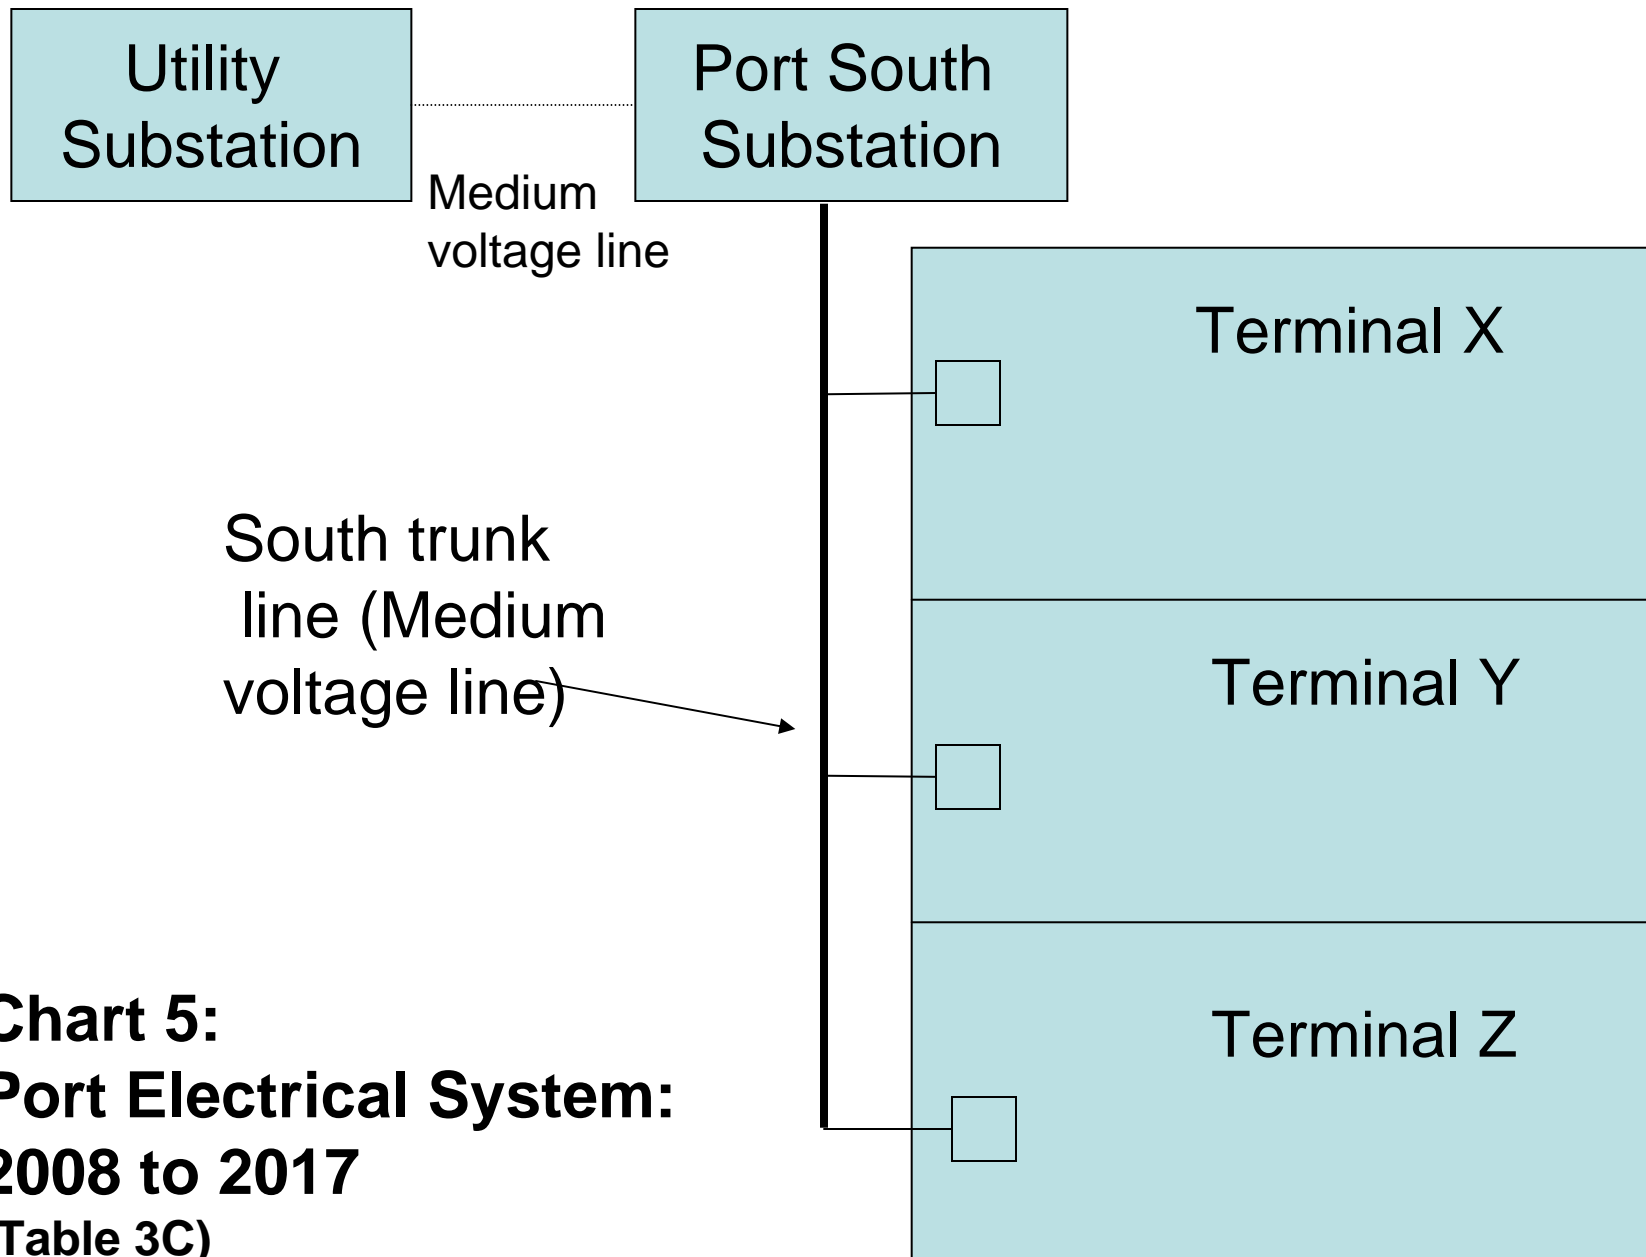 Utility
Substation
Port South
Substation
Medium
voltage line
Terminal X
South trunk
line (Medium
voltage line)
Terminal Y
Terminal Z
Chart 5:
Port Electrical System:
2008 to 2017
Table 3C)